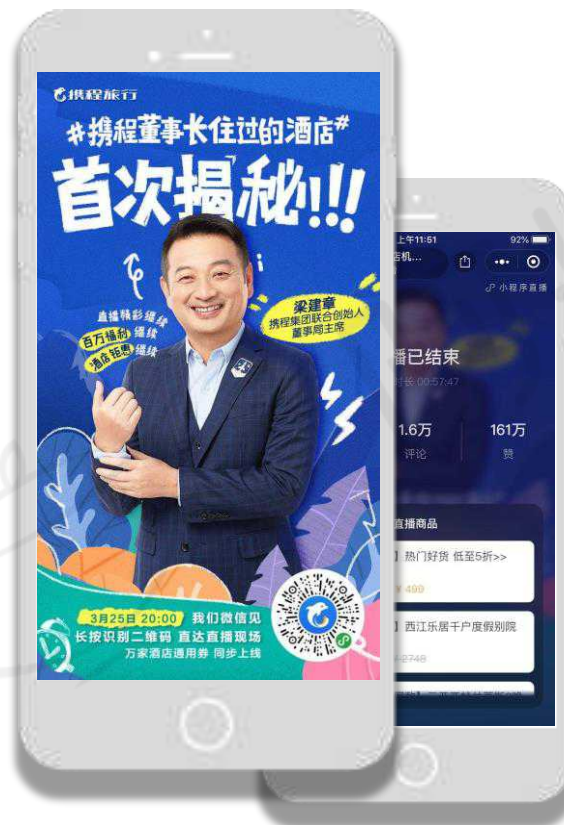 携程旅行
#携程董事长住过的酒店#
首次揭秘!!!
直播精彩继续
百万福利 继续
酒店钜惠 继续
梁建章
携程集团联合创始人
董事局主席
3月25日 20:00 我们微信见
长按识别二维码 直达直播现场
万家酒店通用券 同步上线
上午11:51
92%
小程序直播
播已结束
时长 00:57:47
1.6万
161万
评论
赞
直播商品
】热门好货 低至5折>>
¥ 499
】西江乐居千户度假别院
¥ 2748